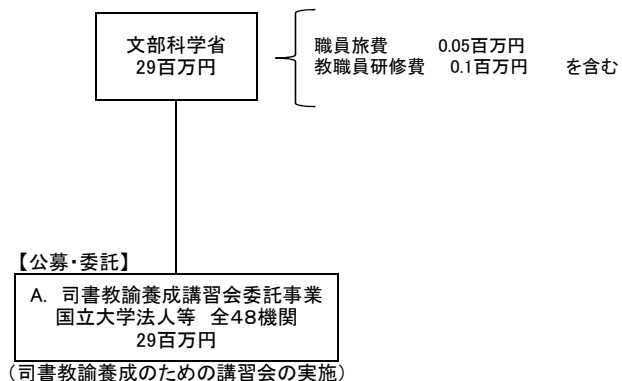 文部科学省
29百万円
職員旅費 0.05百万円
教職員研修費 0.1百万円 を含む
【公募・委託】
A. 司書教諭養成講習会委託事業
国立大学法人等 全48機関
29百万円
(司書教諭養成のための講習会の実施)